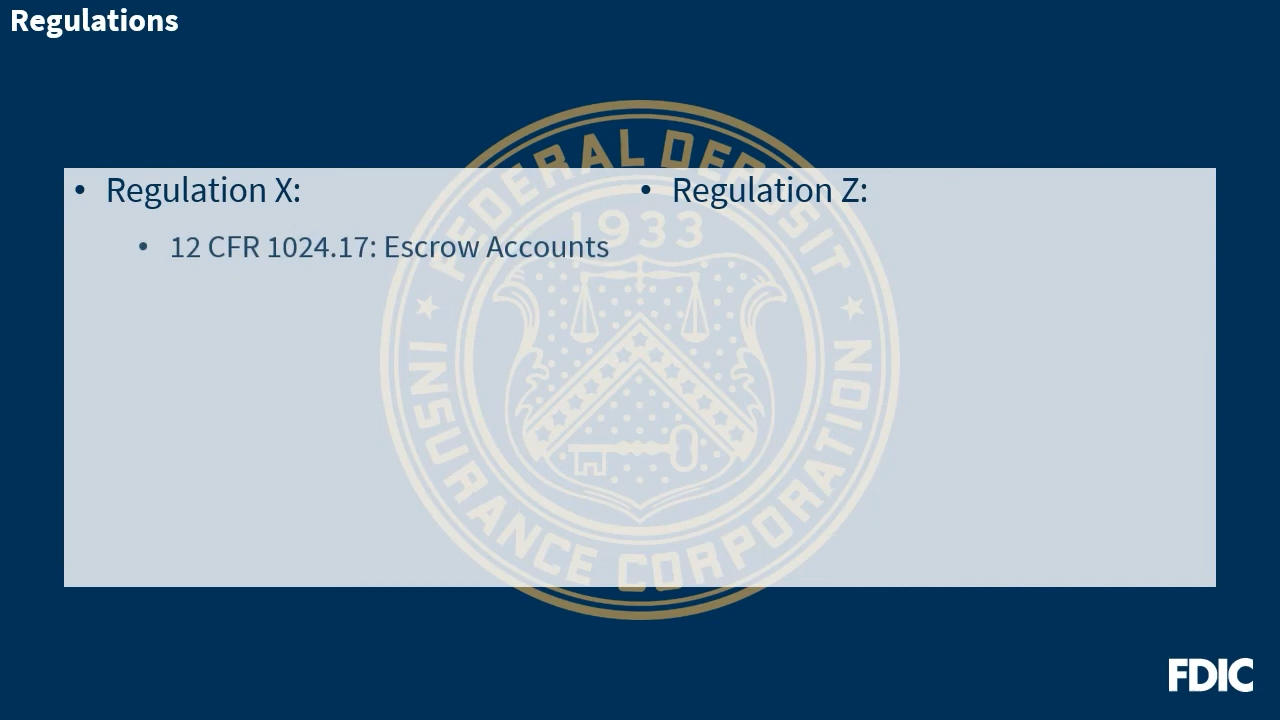 Regulations
FEDERAL DEPOSIT
INSURANCE CORPORATION
1933
• Regulation X:
• 12 CFR 1024.17: Escrow Accounts
• Regulation Z:
FDIC